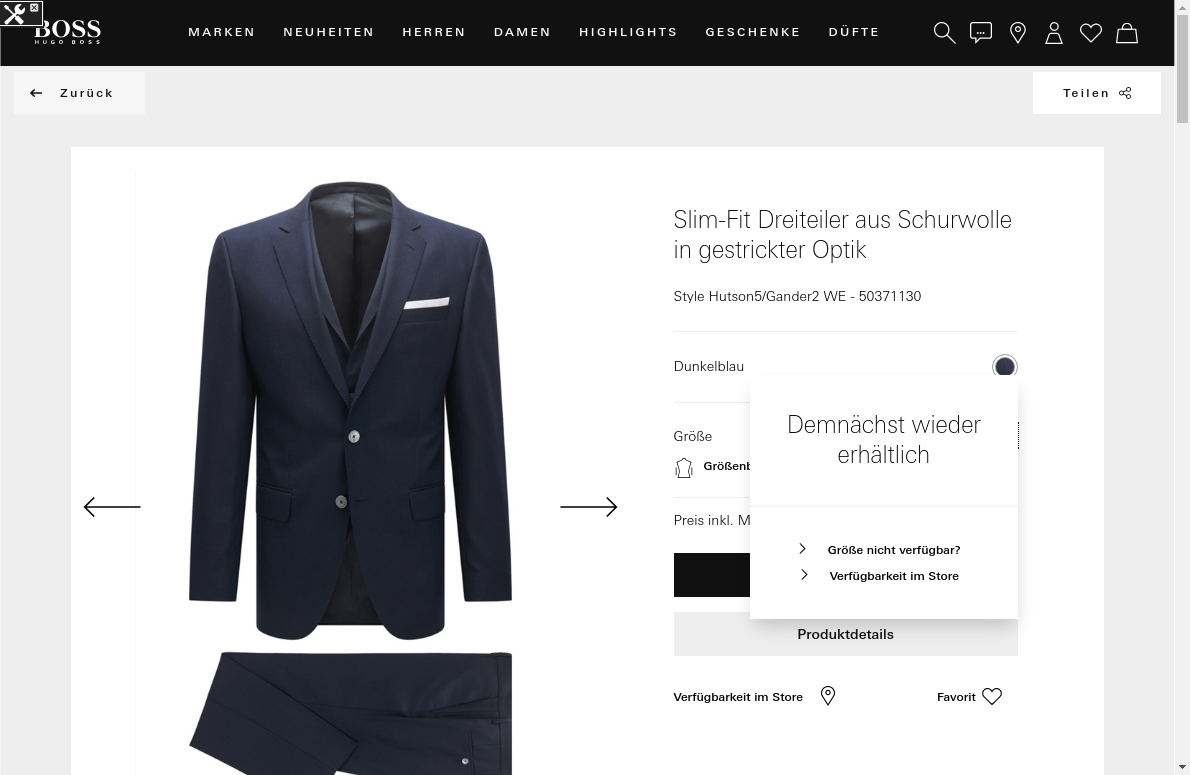 BOSS
HUGO BOSS
MARKEN NEUHEITEN HERREN DAMEN HIGHLIGHTS GESCHENKE DÜFTE
Zurück
Teilen
Slim-Fit Dreiteiler aus Schurwolle
in gestrickter Optik
Style Hutson5/Gander2 WE - 50371130
Dunkelblau
Demnächst wieder
erhältlich
Größe
Größenb
Preis inkl. M
Größe nicht verfügbar?
Verfügbarkeit im Store
Produktdetails
Verfügbarkeit im Store
Favorit